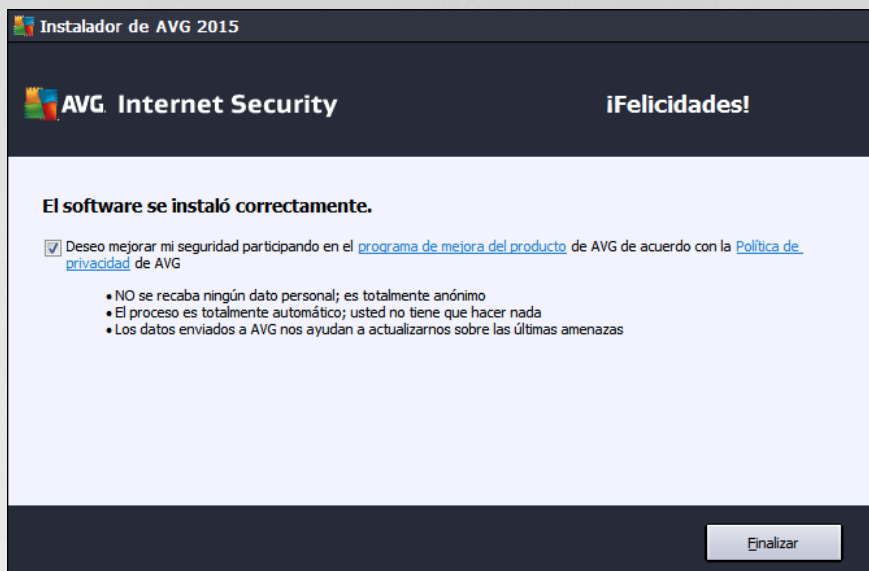 Instalador de AVG 2015
AVG. Internet Security
¡Felicidades!
El software se instaló correctamente.
Deseo mejorar mi seguridad participando en el programa de mejora del producto de AVG de acuerdo con la Política de
privacidad de AVG
• NO se recaba ningún dato personal; es totalmente anónimo
• El proceso es totalmente automático; usted no tiene que hacer nada
• Los datos enviados a AVG nos ayudan a actualizarnos sobre las últimas amenazas
Finalizar